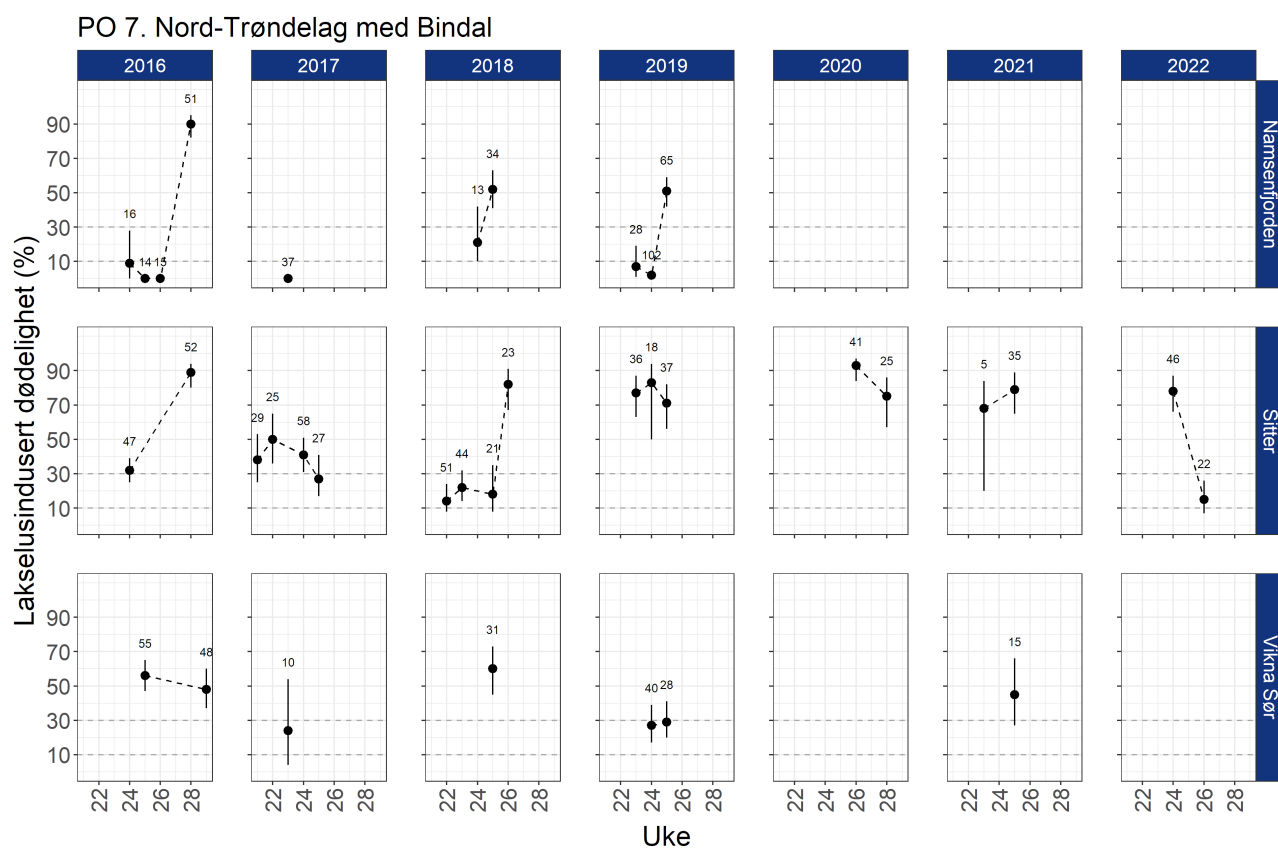 PO 7. Nord-Trøndelag med Bindal
2016 2017 2018 2019 2020 2021 2022
Lakselusindusert dødelighet (%)
90
70
50
30
10
16 14 15 51
37
13 34
28 102 65
Namsenfjorden
90
70
50
30
10
47 52
29 25 58 27
51 44 21 23
36 18 37
41 25
5 35
46 22
Sitter
90
70
50
30
10
55 48
10
31
40 28
15
Vikna Sør
22 24 26 28 22 24 26 28 22 24 26 28 22 24 26 28 22 24 26 28 22 24 26 28 22 24 26 28
Uke